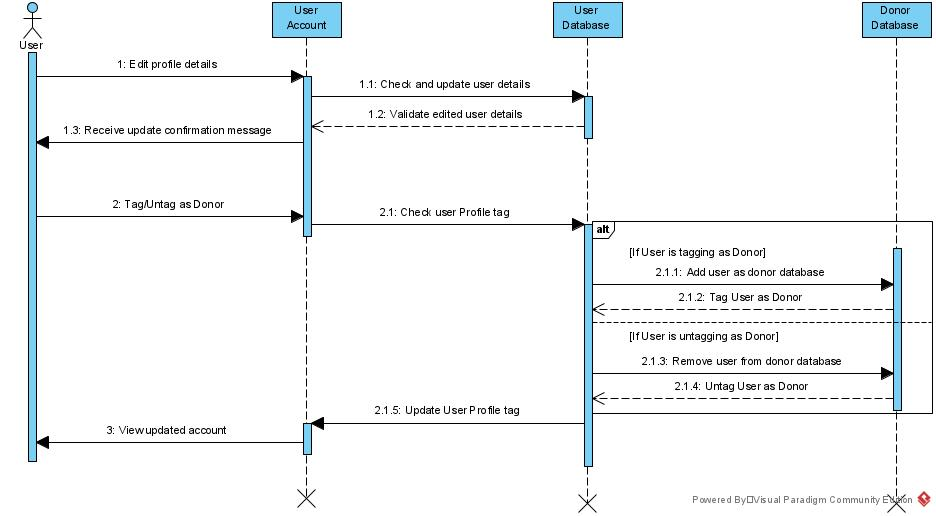 User
User
Account
User
Database
Donor
Database
1: Edit profile details
1.1: Check and update user details
1.2: Validate edited user details
1.3: Receive update confirmation message
2: Tag/Untag as Donor
2.1: Check user Profile tag
alt
[If User is tagging as Donor]
2.1.1: Add user as donor database
2.1.2: Tag User as Donor
[If User is untagging as Donor]
2.1.3: Remove user from donor database
2.1.4: Untag User as Donor
2.1.5: Update User Profile tag
3: View updated account
Powered By Visual Paradigm Community Edition